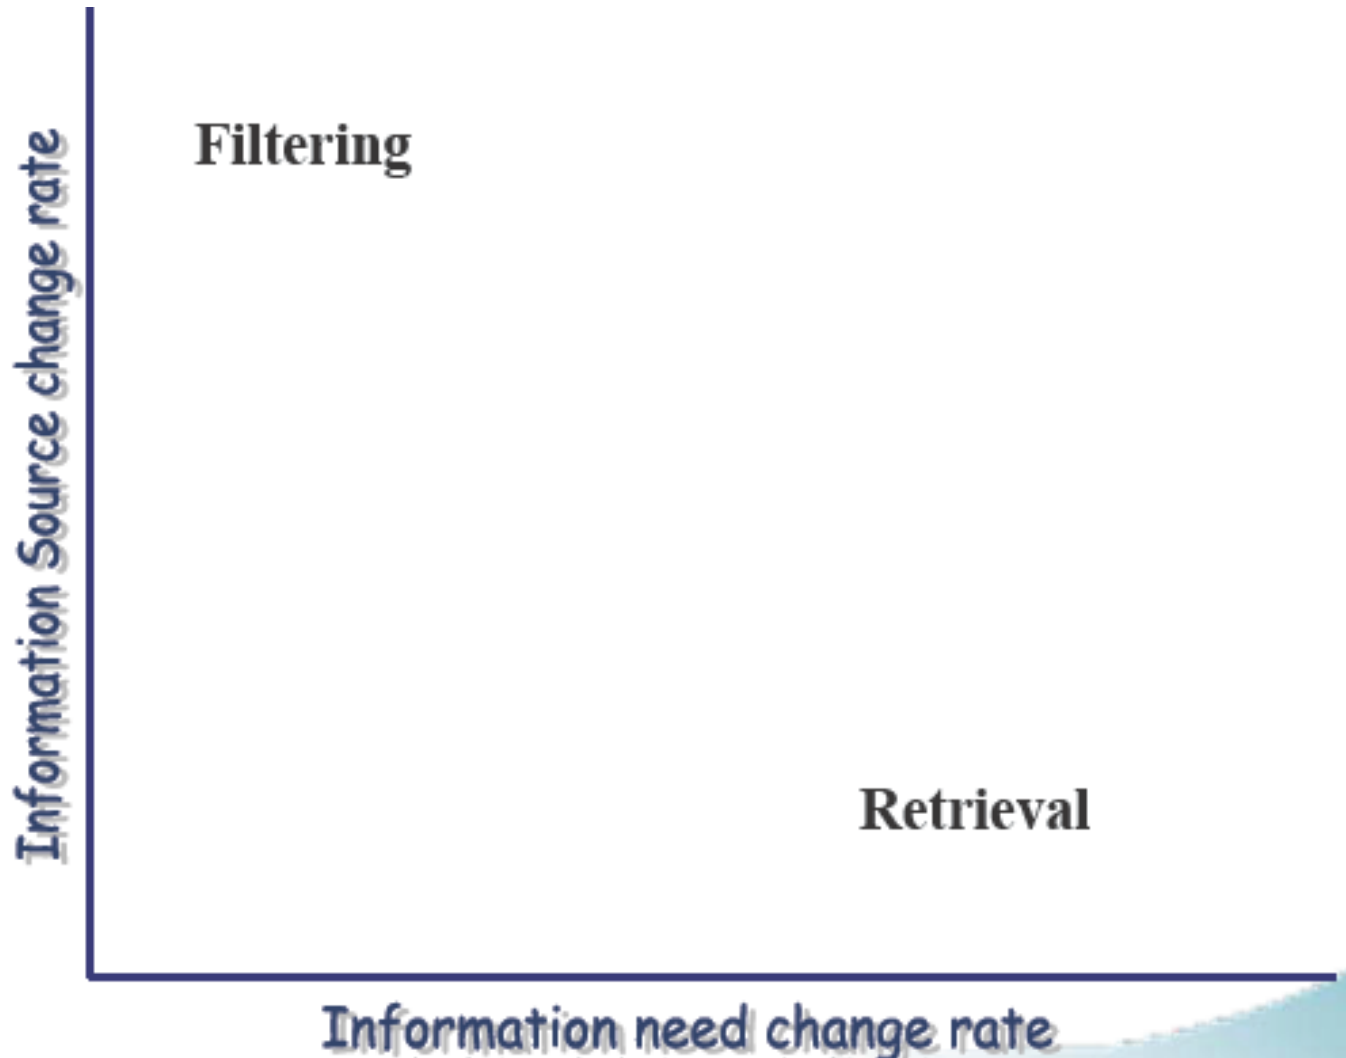 Filtering
Information Source change rate
Retrieval
Information need change rate